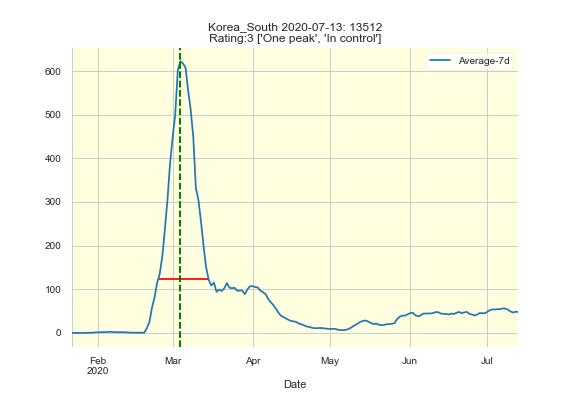 Korea_South 2020-07-13: 13512
Rating:3 ['One peak', 'In control']
Average-7d
600
500
400
300
200
100
0
Feb
2020
Mar
Apr
May
Jun
Jul
Date